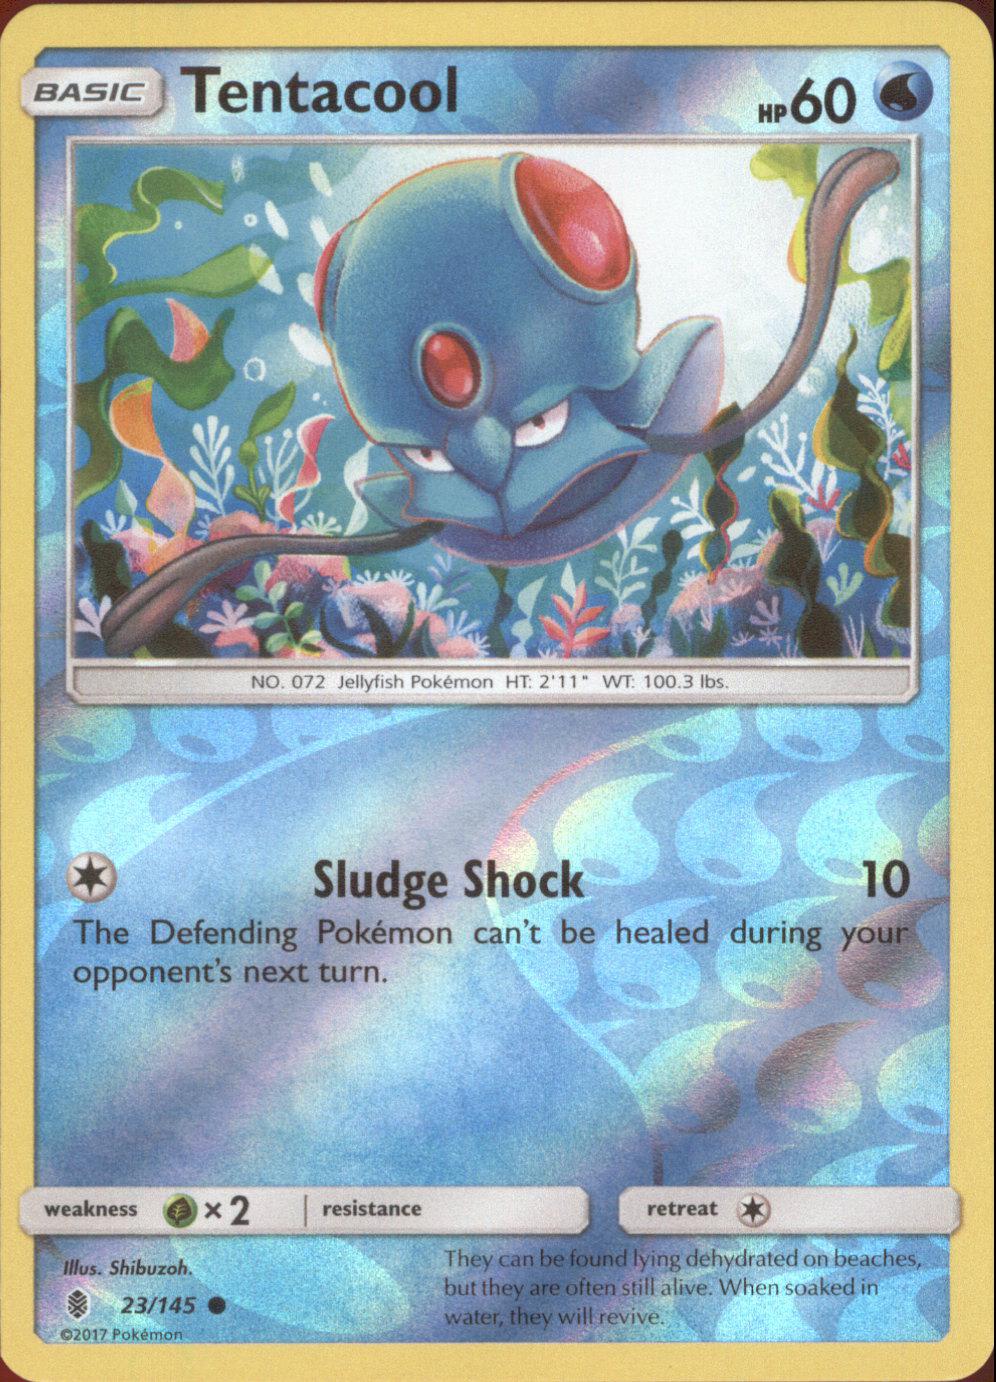 BASIC Tentacool HP 60
NO. 072 Jellyfish Pokémon HT: 2'11" WT: 100.3 lbs.
Sludge Shock 10
The Defending Pokémon can't be healed during your
opponent's next turn.
weakness × 2 resistance retreat
Illus. Shibuzoh.
23/145
©2017 Pokémon
They can be found lying dehydrated on beaches,
but they are often still alive. When soaked in
water, they will revive.